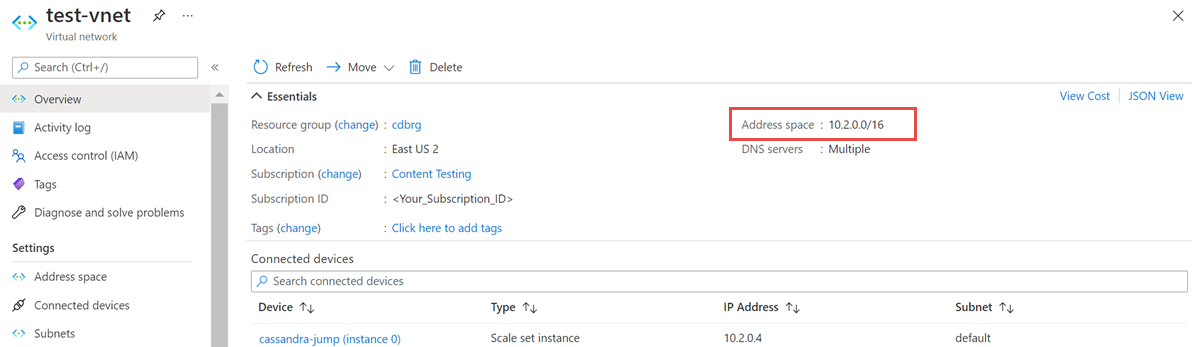 test-vnet
Virtual network
Search (Ctrl+/)
Overview
Activity log
Access control (IAM)
Tags
Diagnose and solve problems
Settings
Address space
Connected devices
Subnets
Refresh Move Delete
Essentials View Cost JSON View
Resource group (change) : cdbrg Address space : 10.2.0.0/16
Location : East US 2 DNS servers : Multiple
Subscription (change) : Content Testing
Subscription ID : <Your_Subscription_ID>
Tags (change) : Click here to add tags
Connected devices
Search connected devices
Device Type IP Address Subnet
cassandra-jump (instance 0) Scale set instance 10.2.0.4 default